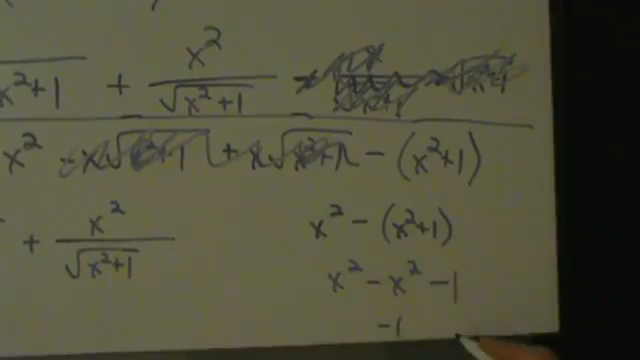 x²+1 + x²/√(x²+1)
x² - x√(x²+1) + x√(x²+1) - (x²+1)
+ x²/√(x²+1)
x² - (x²+1)
x² - x² - 1
-1